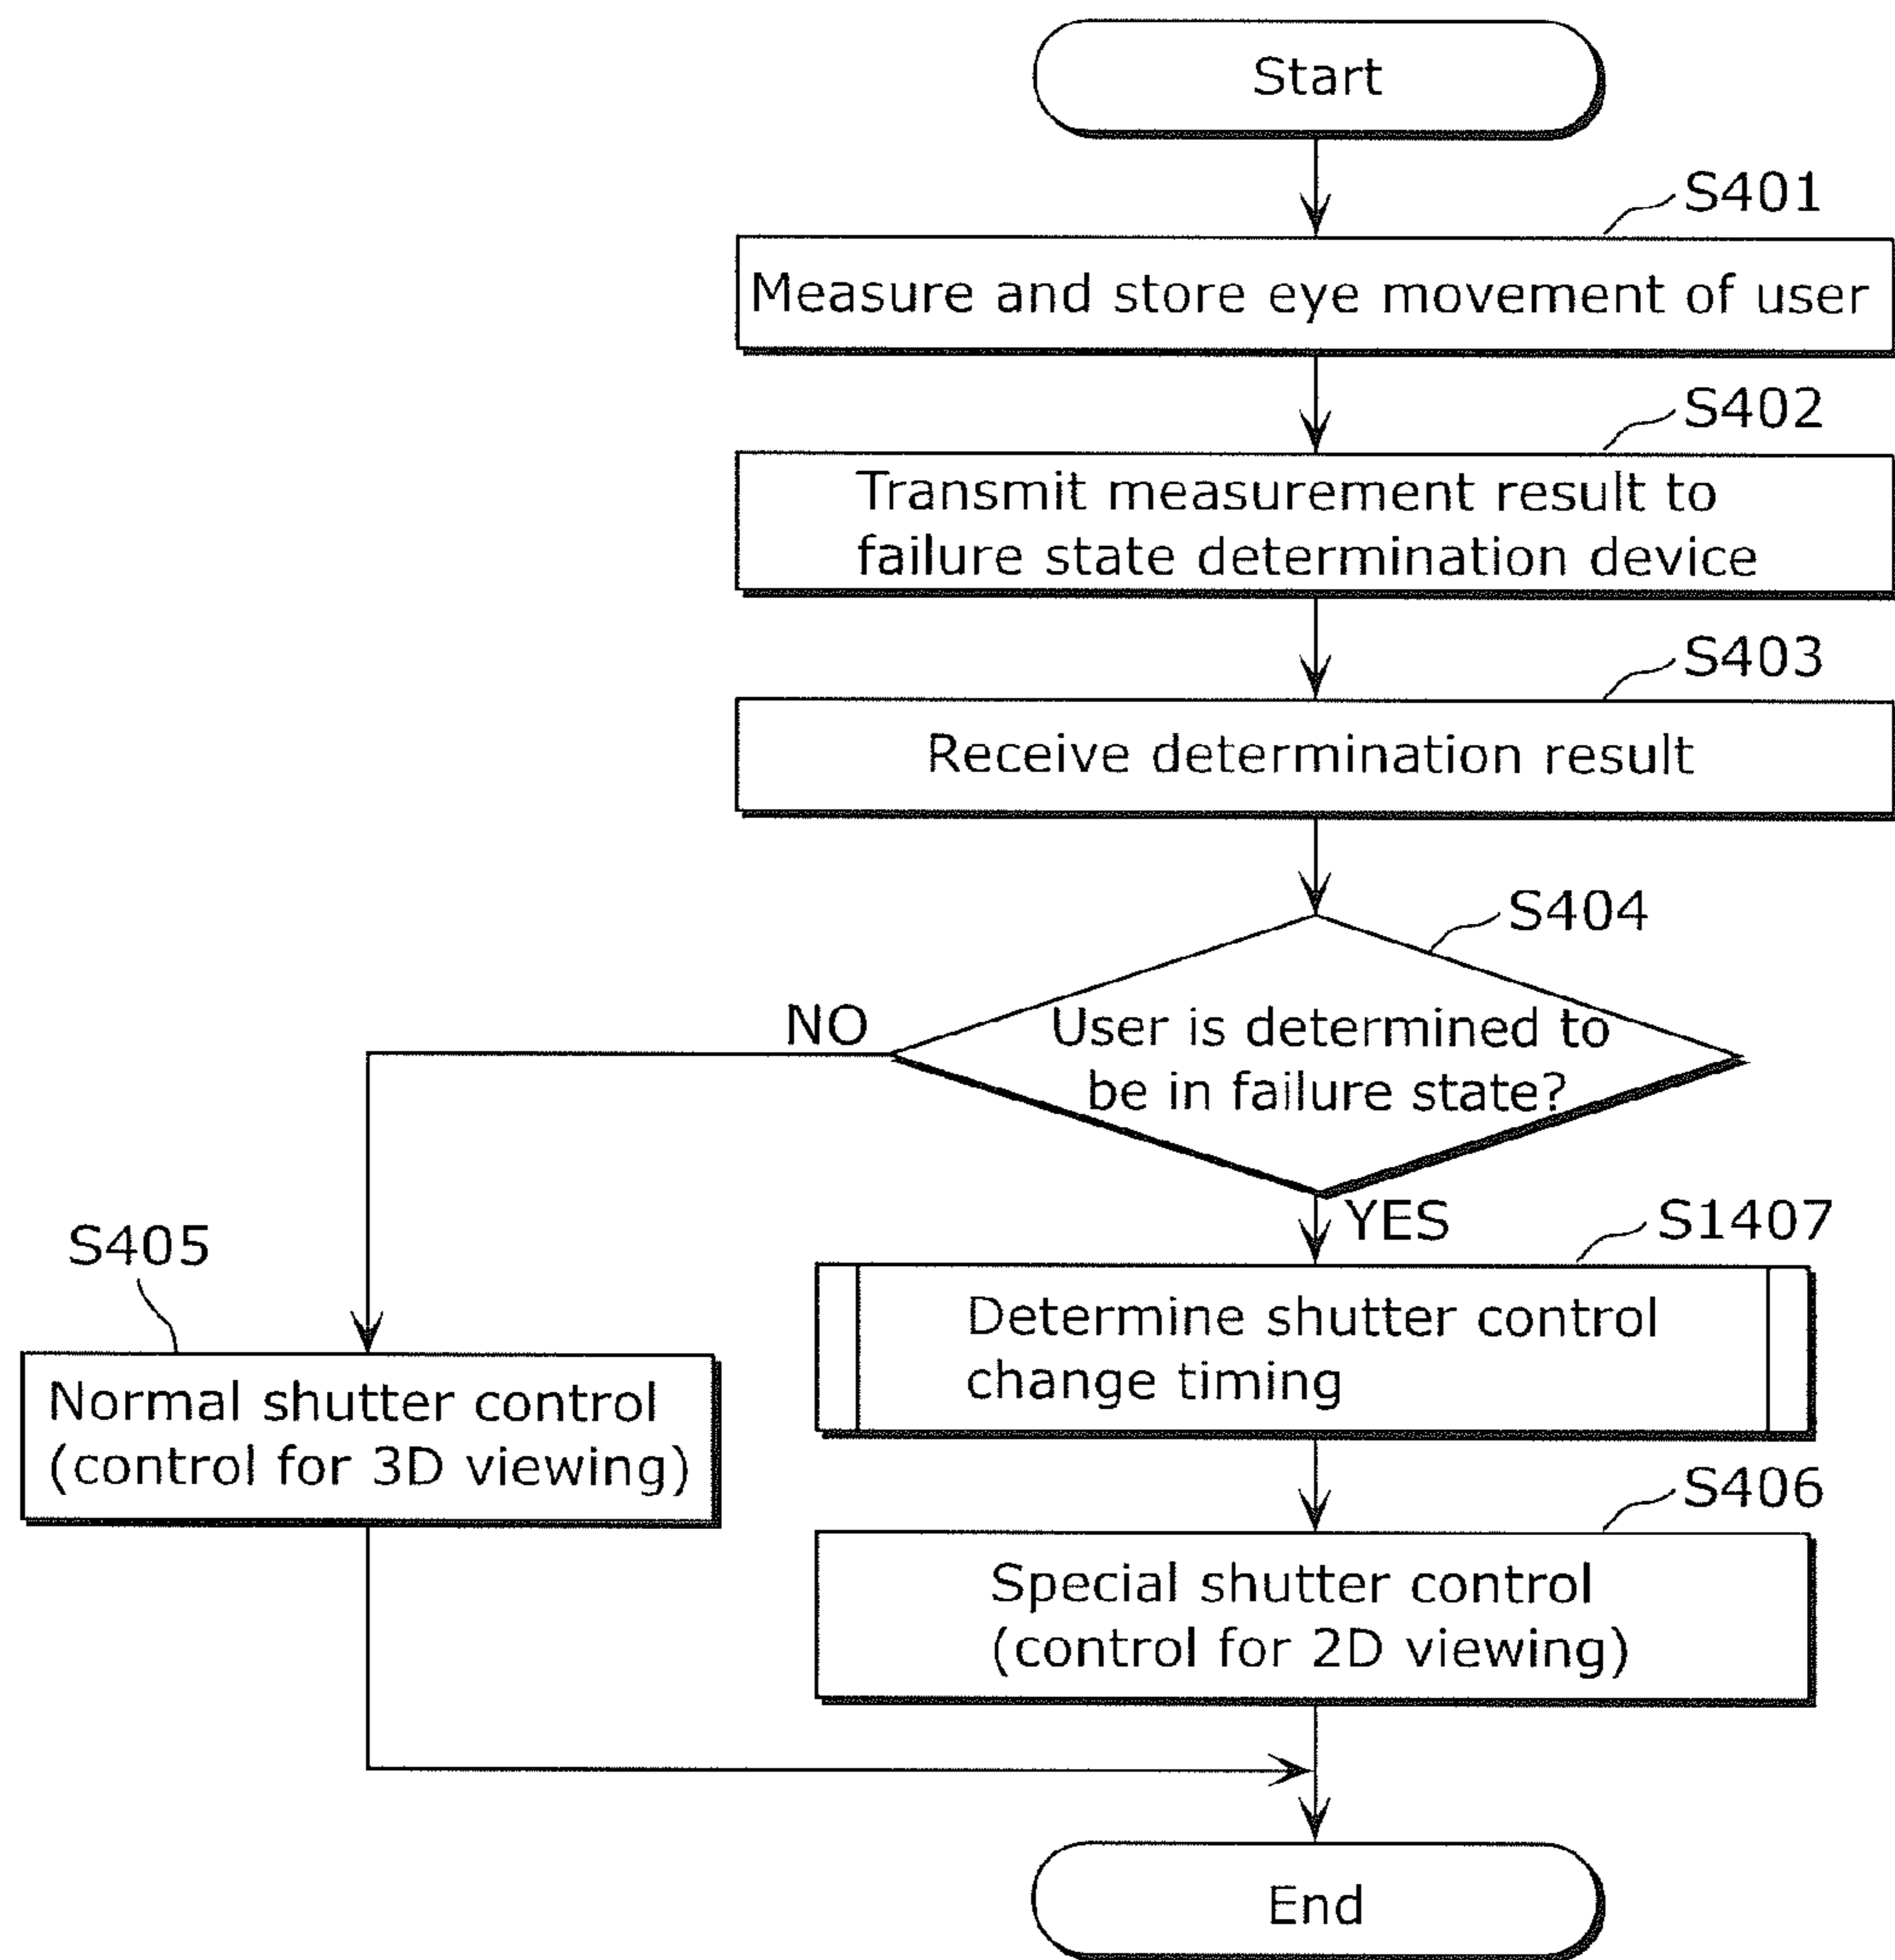 Start
S401
Measure and store eye movement of user
S402
Transmit measurement result to
failure state determination device
S403
Receive determination result
S404
User is determined to
be in failure state?
NO
YES
S405
Normal shutter control
(control for 3D viewing)
S1407
Determine shutter control
change timing
S406
Special shutter control
(control for 2D viewing)
End